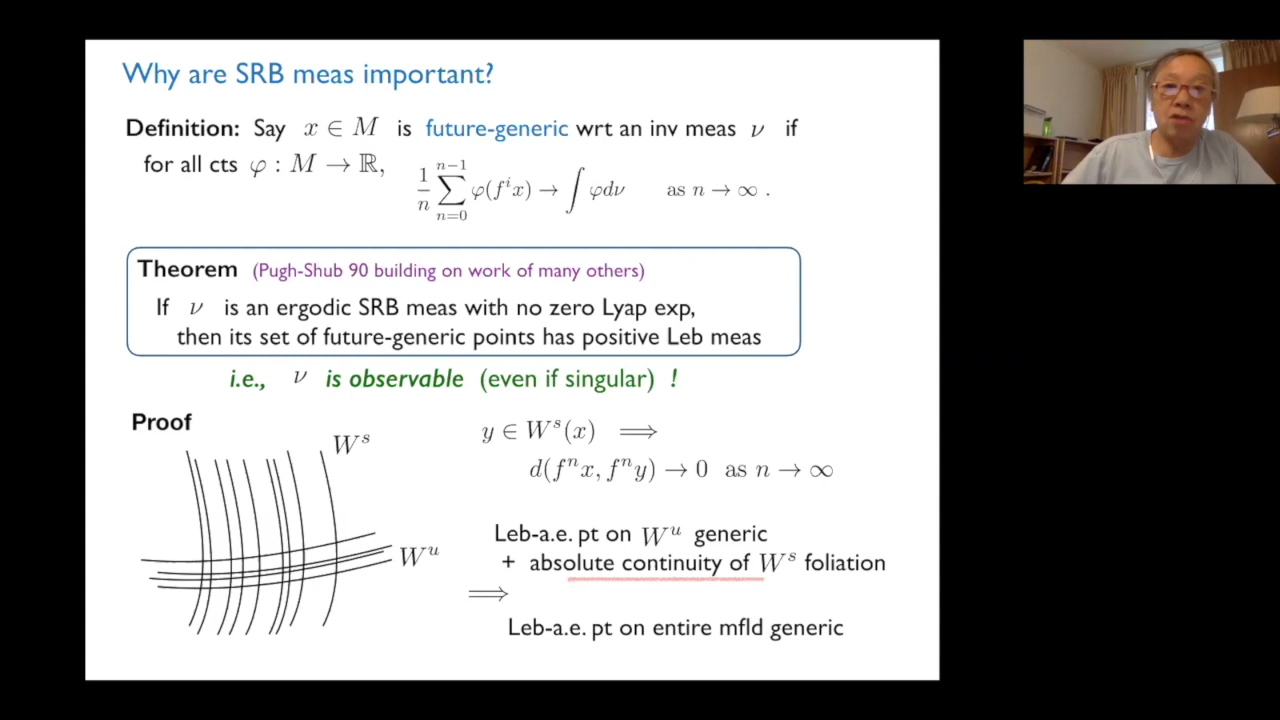 Why are SRB meas important?
Definition: Say x ∈ M is future-generic wrt an inv meas ν if
for all cts φ : M → ℝ, 1/n ∑_{n=0}^{n−1} φ(f^i x) → ∫ φdν as n → ∞ .
Theorem (Pugh-Shub 90 building on work of many others)
If ν is an ergodic SRB meas with no zero Lyap exp,
then its set of future-generic points has positive Leb meas
i.e., ν is observable (even if singular) !
Proof
W^s
W^u
y ∈ W^s(x) ⟹
d(f^n x, f^n y) → 0 as n → ∞
Leb-a.e. pt on W^u generic
+ absolute continuity of W^s foliation
⟹
Leb-a.e. pt on entire mfld generic